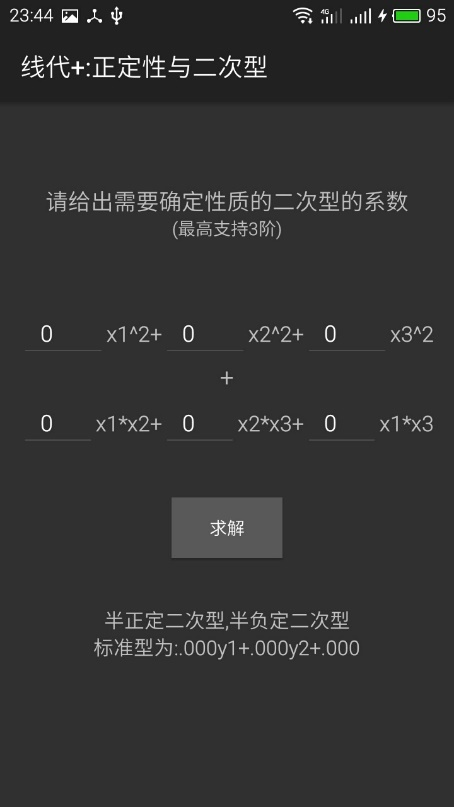 23:44 4G 95
线代+:正定性与二次型
请给出需要确定性质的二次型的系数
(最高支持3阶)
0 x1^2+ 0 x2^2+ 0 x3^2
+
0 x1*x2+ 0 x2*x3+ 0 x1*x3
求解
半正定二次型,半负定二次型
标准型为:.000y1+.000y2+.000